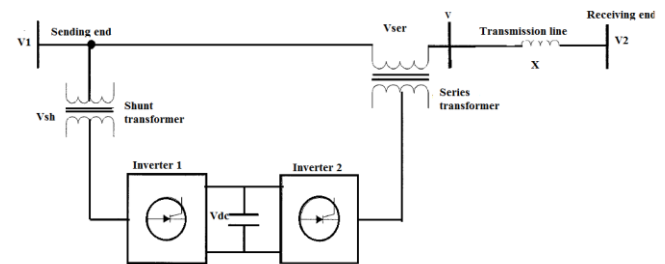 V1
Sending end
Vser
V
Transmission line
X
Receiving end
V2
Vsh
Shunt
transformer
Series
transformer
Inverter 1
Vdc
Inverter 2